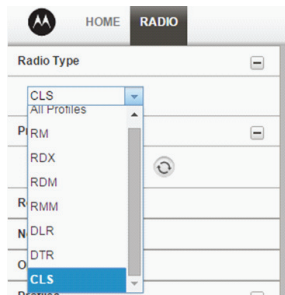 HOME RADIO
Radio Type
CLS
All Profiles
RM
RDX
RDM
RMM
DLR
DTR
CLS